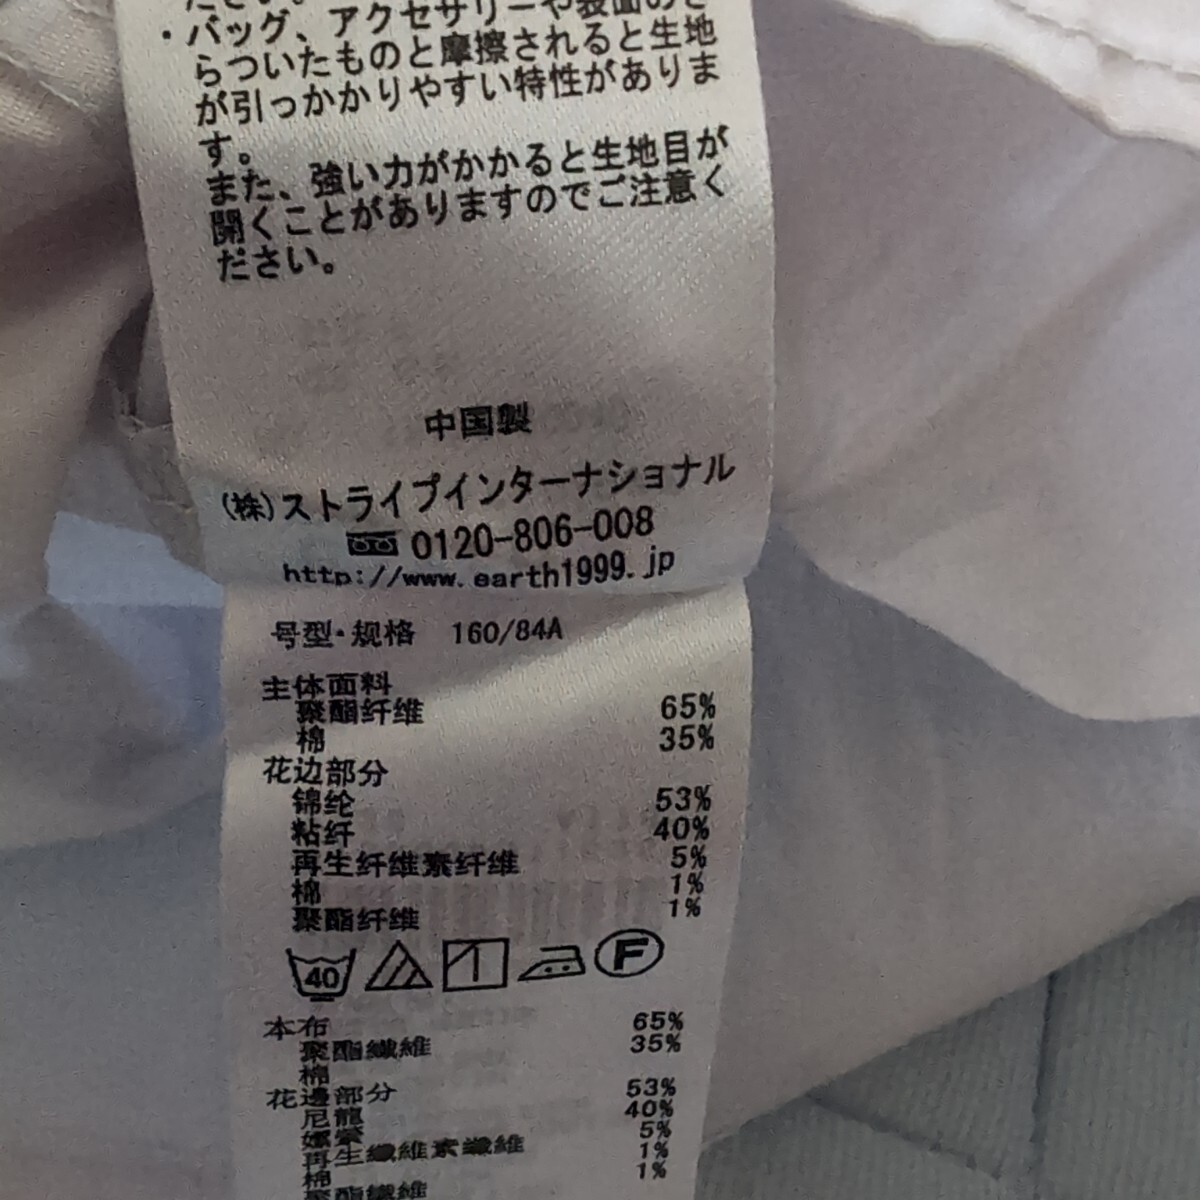 ださい。
・バッグ、アクセサリーや表面のざ
らついたものと摩擦されると生地
が引っかかりやすい特性がありま
す。
また、強い力がかかると生地目が
開くことがありますのでご注意く
ださい。
中国製
(株)ストライプインターナショナル
0120-806-008
http://www.earth1999.jp
号型・规格 160/84A
主体面料
聚酯纤维 65%
棉 35%
花边部分
锦纶 53%
粘纤 40%
再生纤维素纤维 5%
棉 1%
聚酯纤维 1%
40 F
本布
聚酯纖維 65%
棉 35%
花邊部分
尼龍 53%
嫘縈 40%
再生纖維素纖維 5%
棉 1%
聚酯纖維 1%